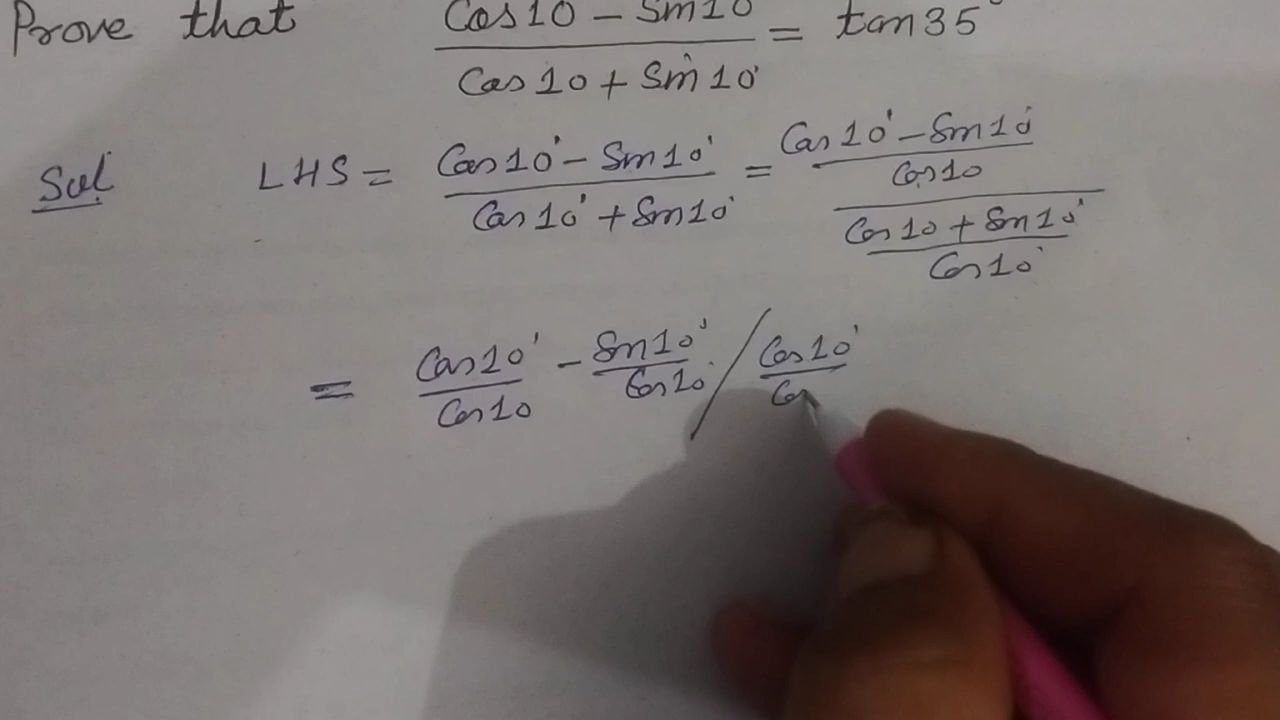 Prove that Cos10 - Sin10 / Cos10 + Sin10° = tan35°
Sol LHS = Cos10° - Sin10° / Cos10° + Sin10° = Cos10° - Sin10° / Cos10 / Cos10 + Sin10° / Cos10°
= Cos10° / Cos10 - Sin10° / Cos10° / Cos10° / Co